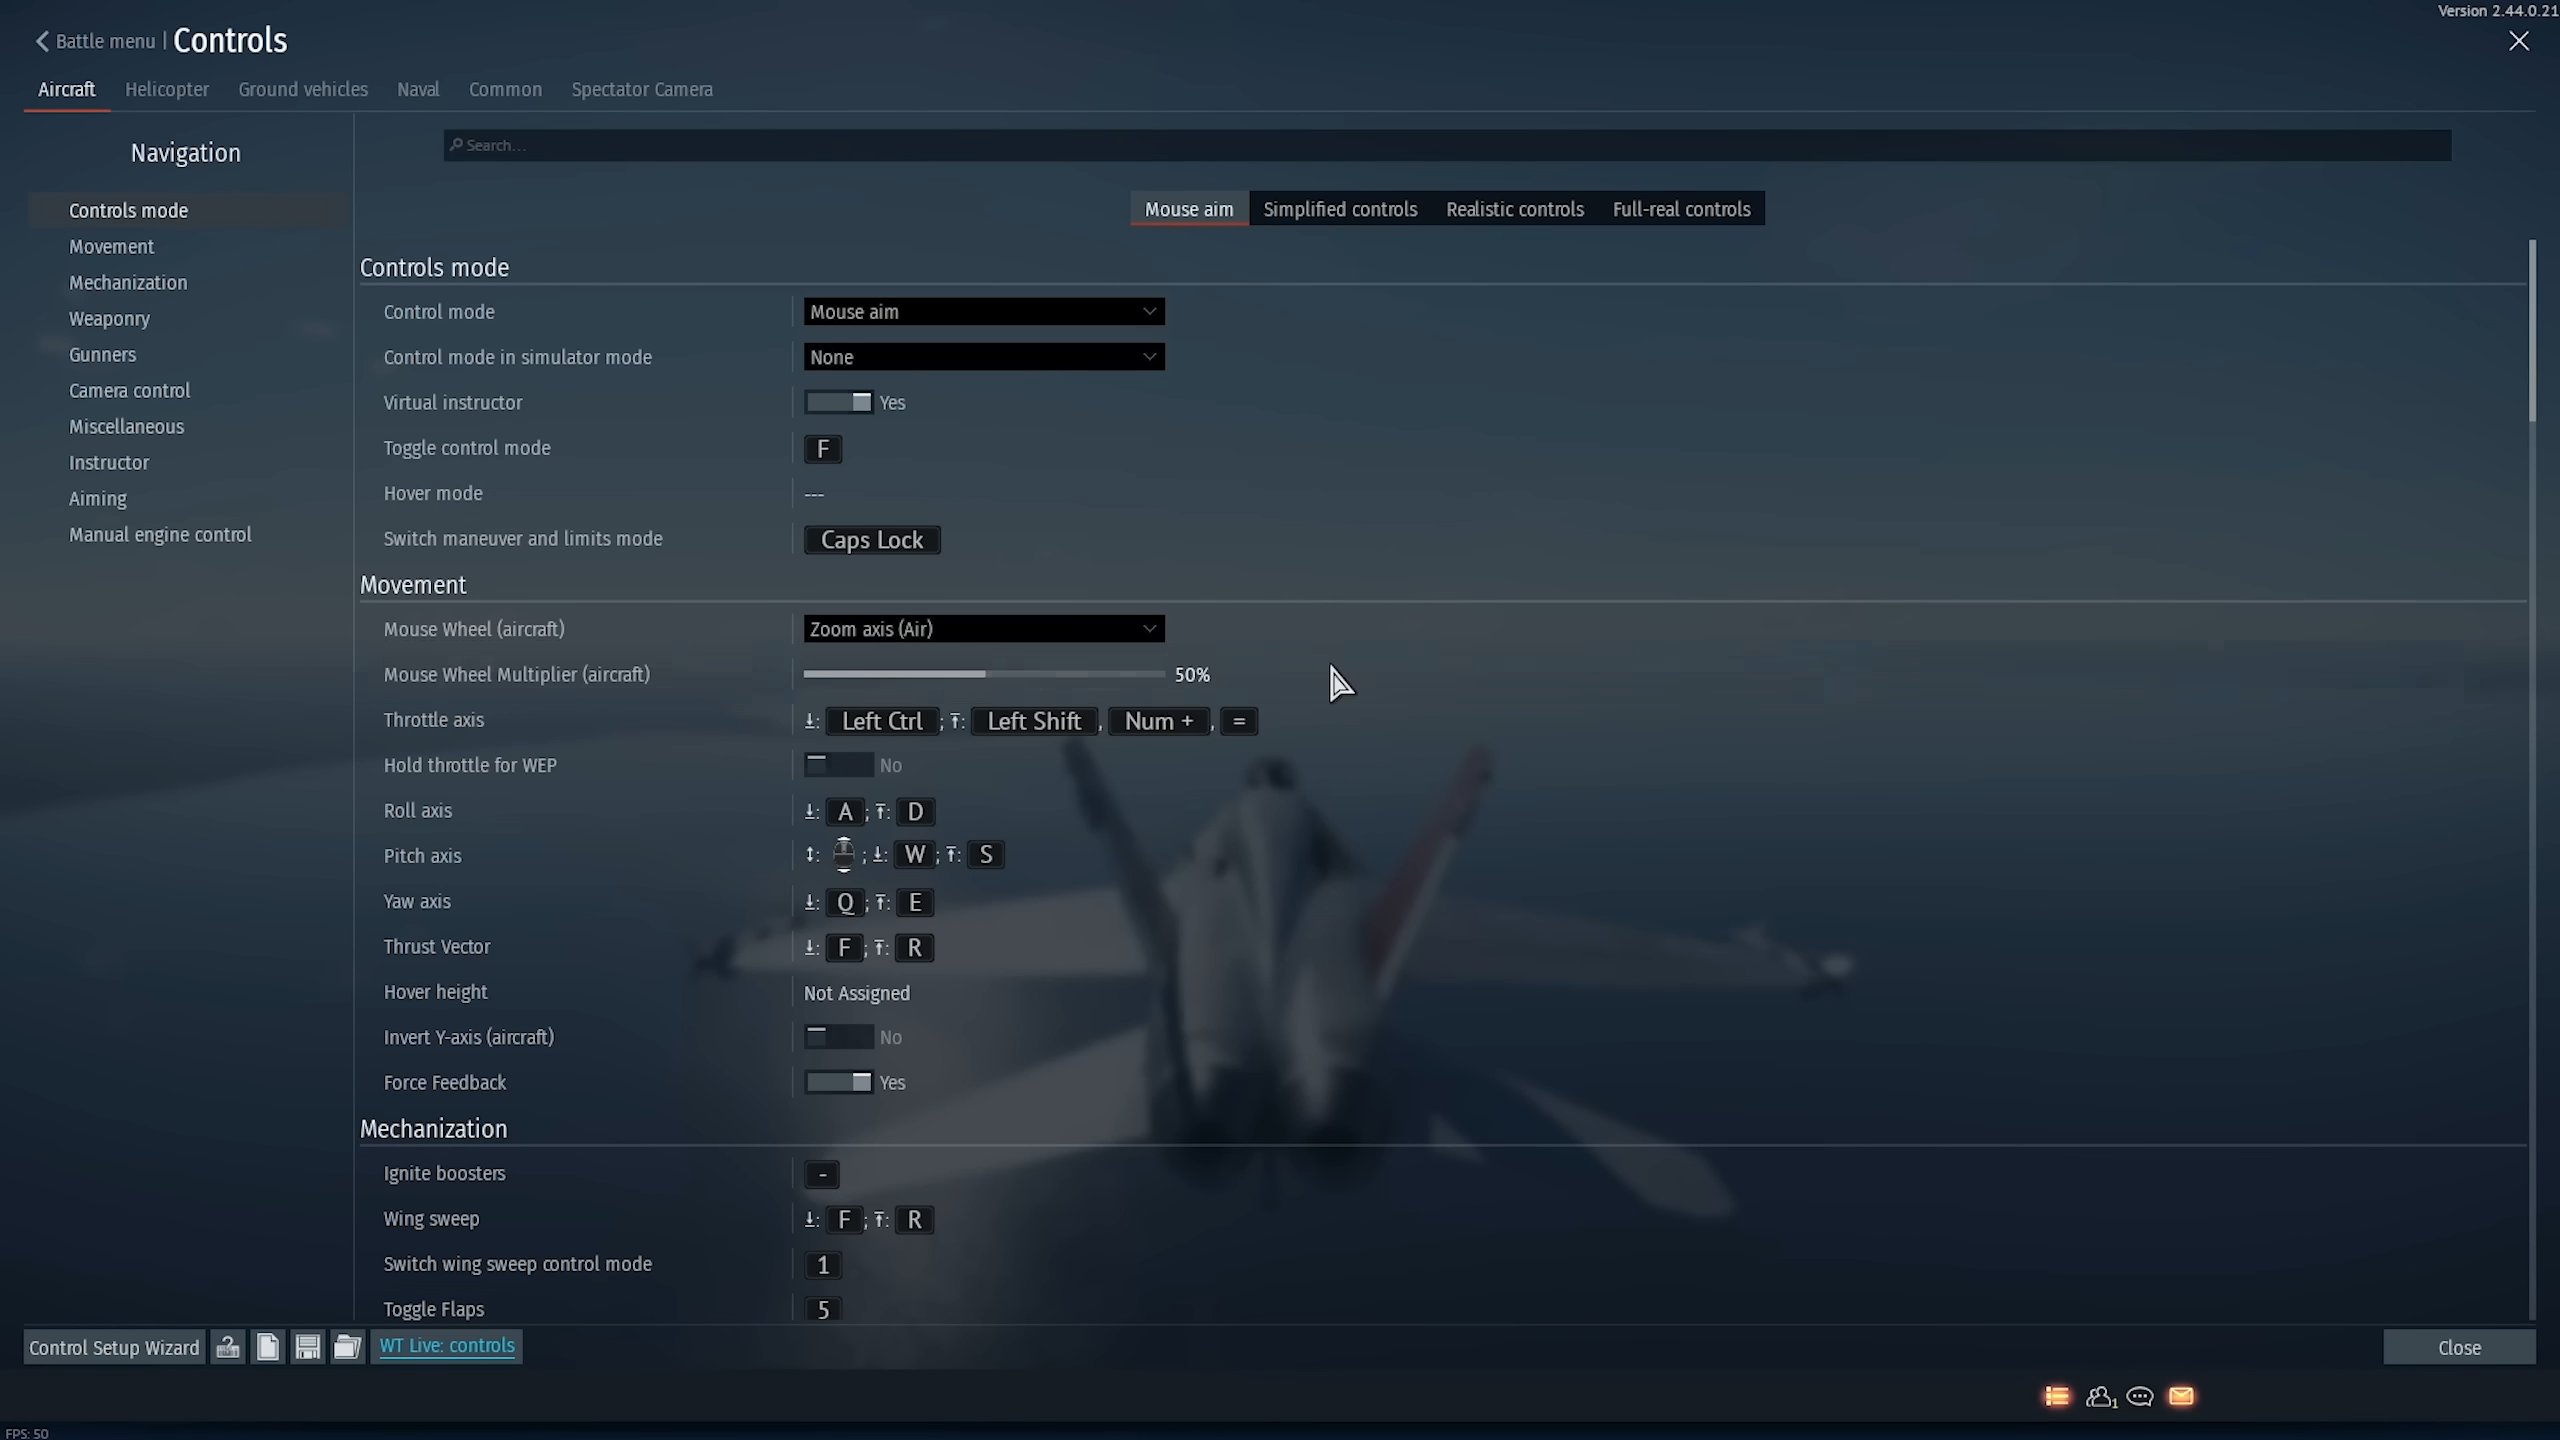 Version 2.44.0.21
Battle menu | Controls
Aircraft Helicopter Ground vehicles Naval Common Spectator Camera
Navigation
Search...
Controls mode
Movement
Mechanization
Weaponry
Gunners
Camera control
Miscellaneous
Instructor
Aiming
Manual engine control
Mouse aim Simplified controls Realistic controls Full-real controls
Controls mode
Control mode Mouse aim
Control mode in simulator mode None
Virtual instructor Yes
Toggle control mode F
Hover mode ---
Switch maneuver and limits mode Caps Lock
Movement
Mouse Wheel (aircraft) Zoom axis (Air)
Mouse Wheel Multiplier (aircraft) 50%
Throttle axis ↓: Left Ctrl ; ↑: Left Shift , Num + , =
Hold throttle for WEP No
Roll axis ↓: A ; ↑: D
Pitch axis ↕: ; ↓: W ; ↑: S
Yaw axis ↓: Q ; ↑: E
Thrust Vector ↓: F ; ↑: R
Hover height Not Assigned
Invert Y-axis (aircraft) No
Force Feedback Yes
Mechanization
Ignite boosters -
Wing sweep ↓: F ; ↑: R
Switch wing sweep control mode 1
Toggle Flaps 5
Control Setup Wizard ? WT Live: controls Close
1
FPS: 50